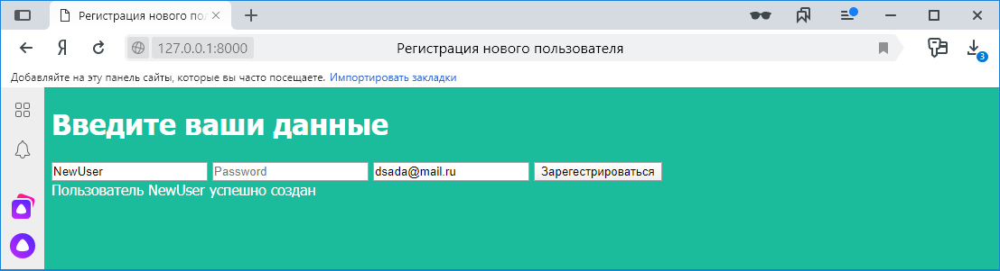 Регистрация нового пол
Я 127.0.0.1:8000 Регистрация нового пользователя
3
Добавляйте на эту панель сайты, которые вы часто посещаете. Импортировать закладки
Введите ваши данные
NewUser Password dsada@mail.ru Зарегестрироваться
Пользователь NewUser успешно создан